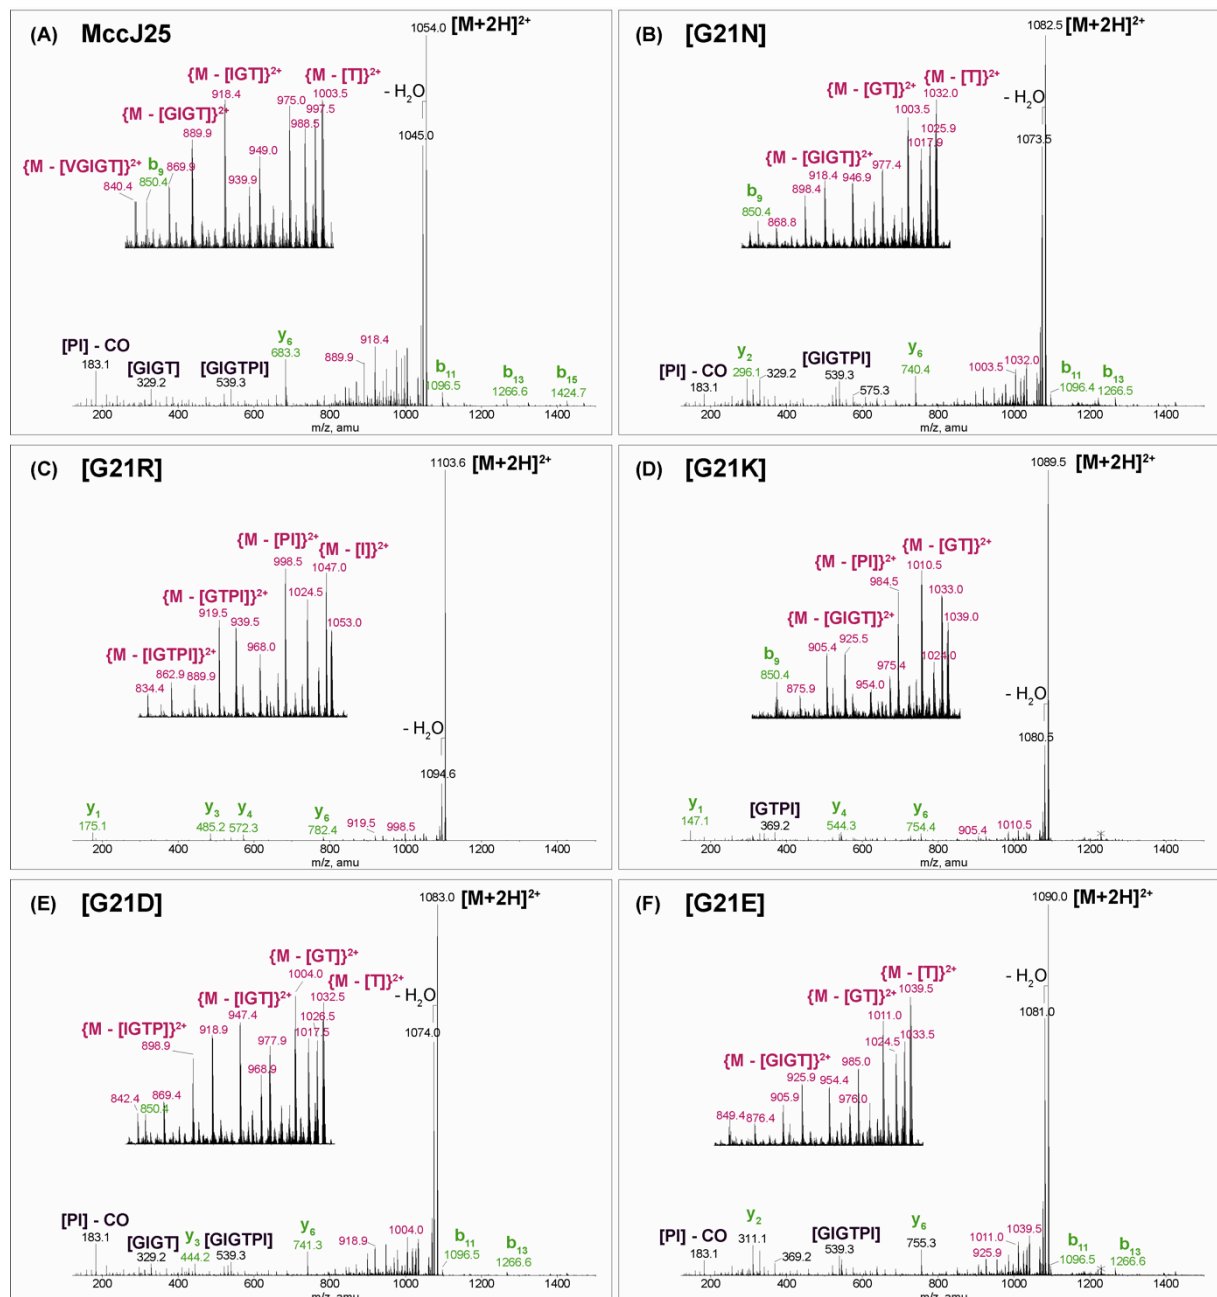 (A) MccJ25
1054.0 [M+2H]²⁺
{M - [IGT]}²⁺ {M - [T]}²⁺
918.4 975.0 1003.5
997.5
- H₂O
{M - [GIGT]}²⁺
889.9 988.5
1045.0
949.0
{M - [VGIGT]}²⁺ b₉ 869.9
840.4 850.4 939.9
[PI] - CO
183.1
[GIGT]
329.2
[GIGTPI]
539.3
y₆
683.3
889.9 918.4
b₁₁
1096.5
b₁₃
1266.6
b₁₅
1424.7
200 400 600 800 1000 1200 1400
m/z, amu
(B) [G21N]
1082.5 [M+2H]²⁺
{M - [GT]}²⁺ {M - [T]}²⁺
1003.5 1032.0
1025.9
1017.9
- H₂O
1073.5
{M - [GIGT]}²⁺
918.4 946.9 977.4
898.4
b₉
850.4 868.8
[PI] - CO
183.1
y₂
296.1 329.2
[GIGTPI]
539.3
575.3
y₆
740.4
1003.5 1032.0
b₁₁
1096.4
b₁₃
1266.5
200 400 600 800 1000 1200 1400
m/z, amu
(C) [G21R]
1103.6 [M+2H]²⁺
{M - [PI]}²⁺ {M - [I]}²⁺
998.5 1047.0
1024.5
{M - [GTPI]}²⁺
919.5 939.5
1053.0
968.0
{M - [IGTPI]}²⁺
834.4 862.9 889.9
- H₂O
1094.6
y₁
175.1
y₃
485.2
y₄
572.3
y₆
782.4
919.5 998.5
200 400 600 800 1000 1200 1400
m/z, amu
(D) [G21K]
1089.5 [M+2H]²⁺
{M - [GT]}²⁺
1010.5
{M - [PI]}²⁺
984.5 1033.0
1039.0
{M - [GIGT]}²⁺
905.4 925.5
b₉
850.4 875.9 954.0 975.4 1024.0
- H₂O
1080.5
y₁
147.1
[GTPI]
369.2
y₄
544.3
y₆
754.4
905.4 1010.5
200 400 600 800 1000 1200 1400
m/z, amu
(E) [G21D]
1083.0 [M+2H]²⁺
{M - [GT]}²⁺
1004.0
{M - [T]}²⁺
1032.5
1026.5
1017.5
{M - [IGT]}²⁺
918.9 947.4
977.9
968.9
{M - [IGTP]}²⁺
898.9
842.4 850.4 869.4
- H₂O
1074.0
[PI] - CO
183.1
[GIGT]
329.2
y₃
444.2
[GIGTPI]
539.3
y₆
741.3
918.9 1004.0
b₁₁
1096.5
b₁₃
1266.6
200 400 600 800 1000 1200 1400
m/z, amu
(F) [G21E]
1090.0 [M+2H]²⁺
{M - [T]}²⁺
1039.5
{M - [GT]}²⁺
1011.0
1024.5 1033.5
{M - [GIGT]}²⁺
925.9 954.4 985.0
905.9 976.0
849.4 876.4
- H₂O
1081.0
[PI] - CO
183.1
y₂
311.1
369.2
[GIGTPI]
539.3
y₆
755.3
925.9 1011.0 1039.5
b₁₁
1096.5
b₁₃
1266.6
200 400 600 800 1000 1200 1400
m/z, amu